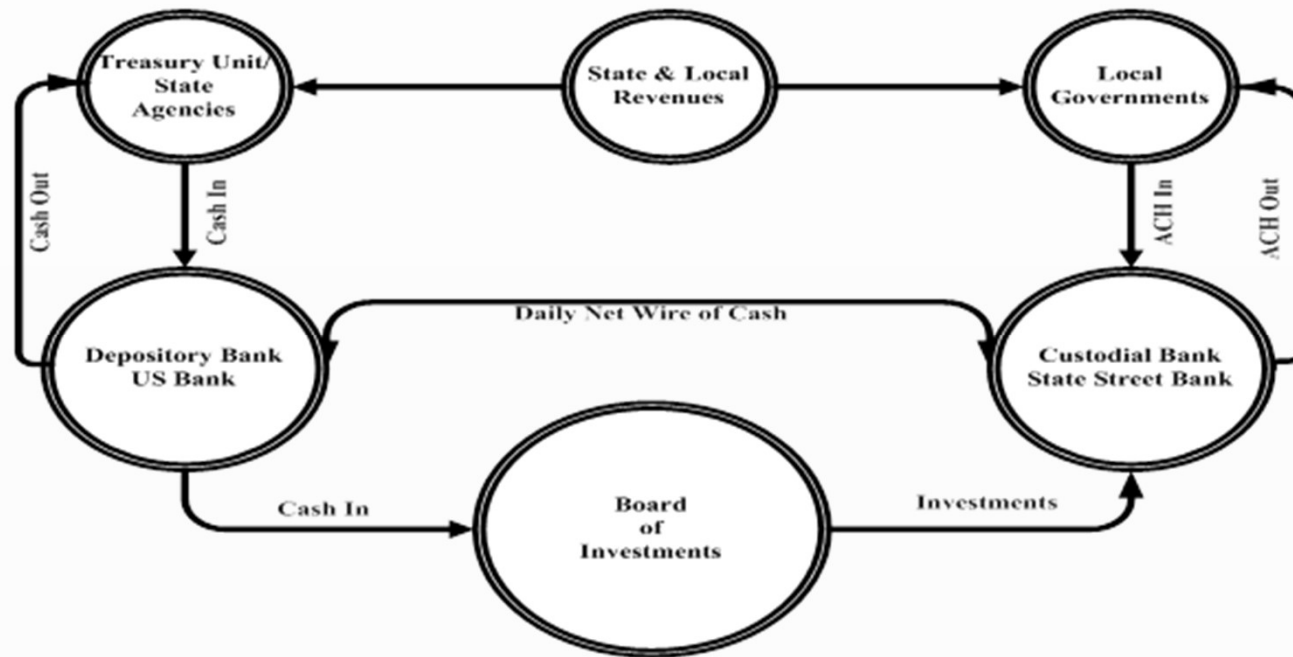 Treasury Unit/
State
Agencies
State & Local
Revenues
Local
Governments
Cash Out
Cash In
ACH In
ACH Out
Daily Net Wire of Cash
Depository Bank
US Bank
Custodial Bank
State Street Bank
Cash In
Board
of
Investments
Investments